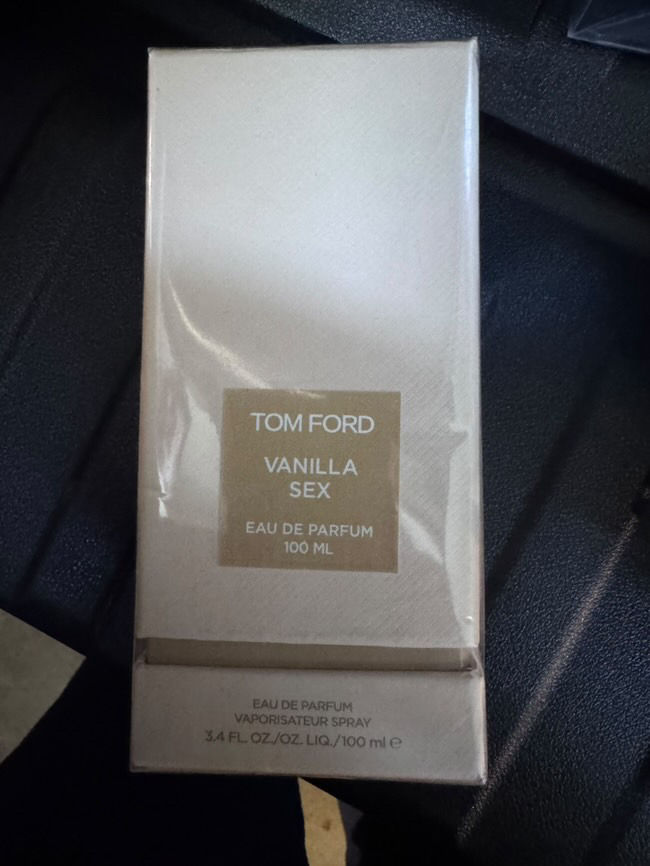 TOM FORD
VANILLA
SEX
EAU DE PARFUM
100 ML
EAU DE PARFUM
VAPORISATEUR SPRAY
3.4 FL. OZ./OZ. LIQ./100 ml ℮